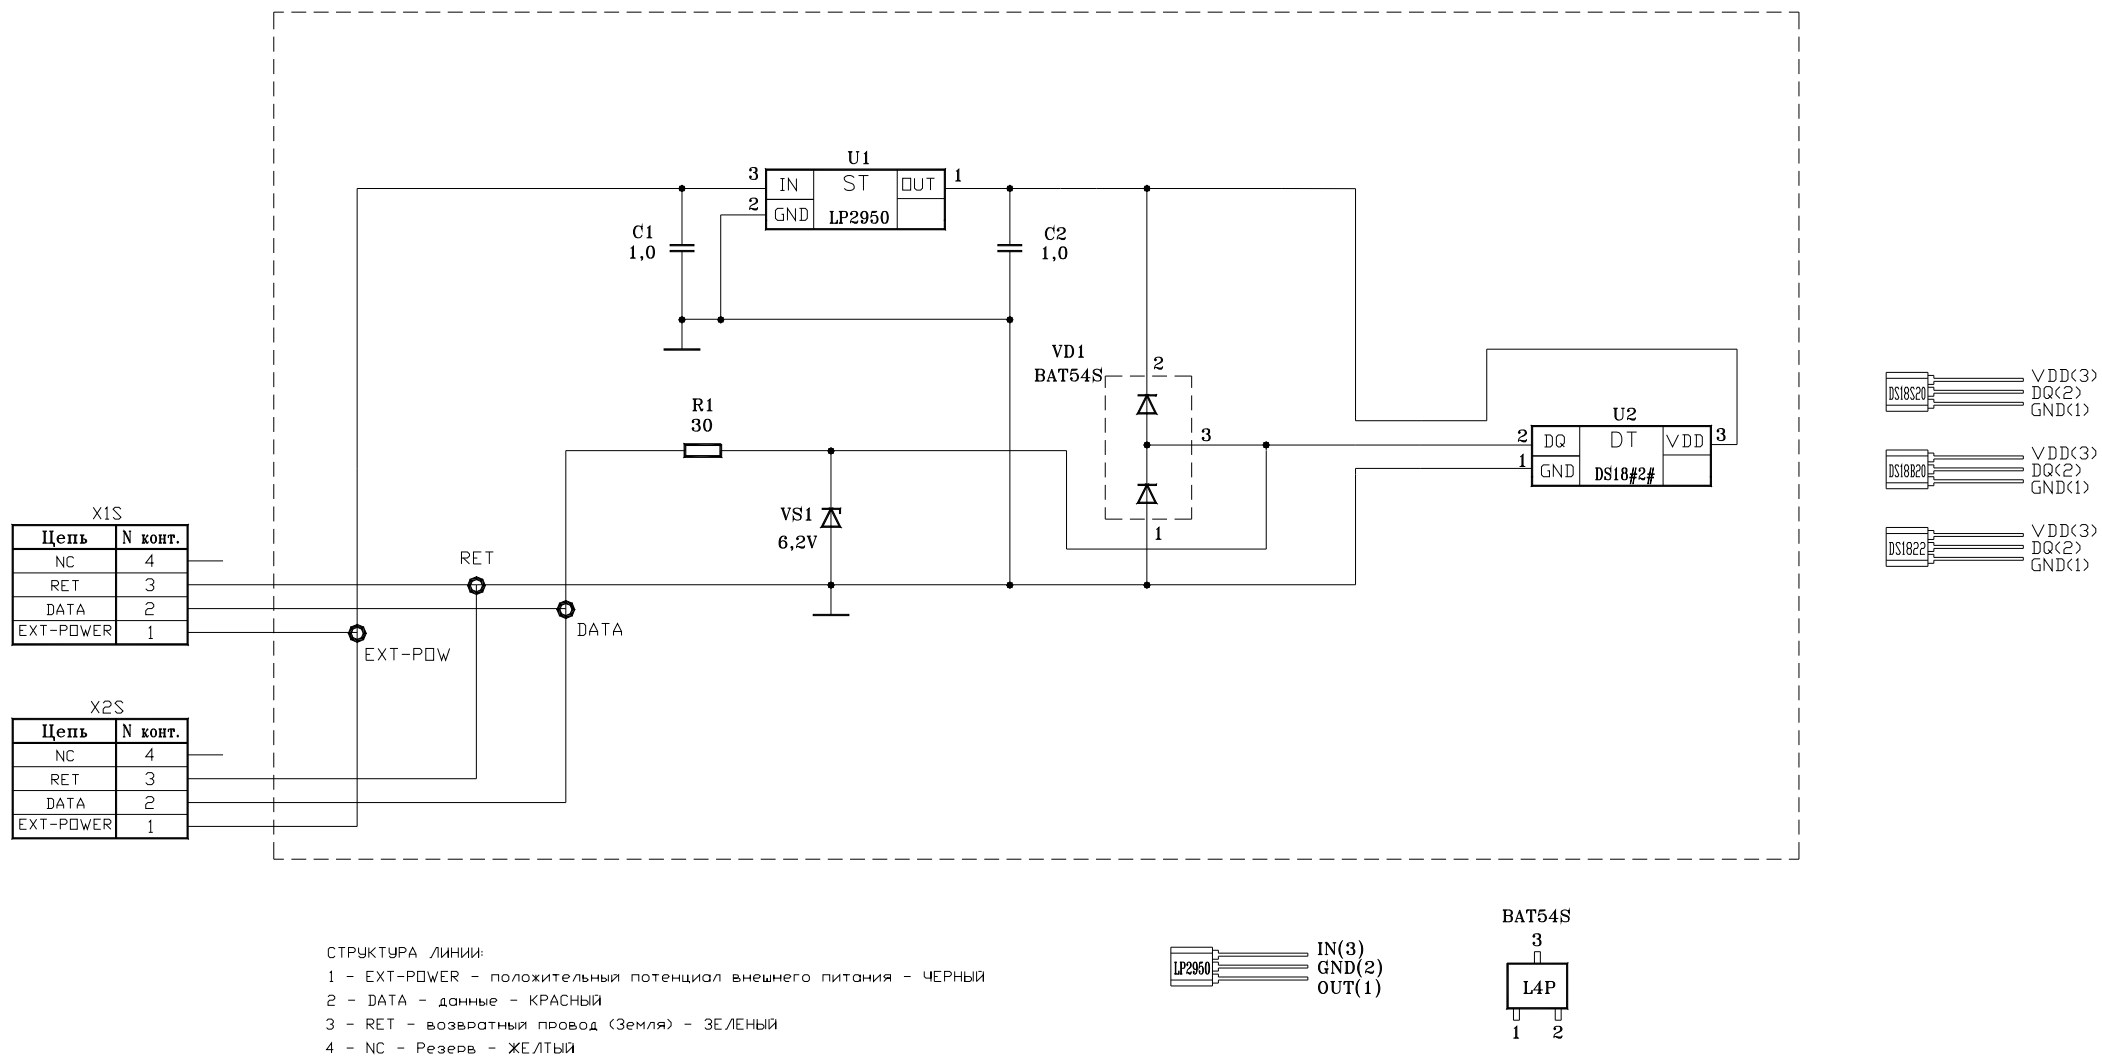 U1
3 IN ST OUT 1
2 GND LP2950
C1
1,0
C2
1,0
VD1
BAT54S
2
3
1
R1
30
VS1
6,2V
U2
2 DQ DT VDD 3
1 GND DS18#2#
VDD(3)
DS18S20 DQ(2)
GND(1)
VDD(3)
DS18B20 DQ(2)
GND(1)
VDD(3)
DS1822 DQ(2)
GND(1)
X1S
Цепь N конт.
NC 4
RET 3
DATA 2
EXT-POWER 1
RET
DATA
EXT-POW
X2S
Цепь N конт.
NC 4
RET 3
DATA 2
EXT-POWER 1
СТРУКТУРА ЛИНИИ:
1 - EXT-POWER - положительный потенциал внешнего питания - ЧЕРНЫЙ
2 - DATA - данные - КРАСНЫЙ
3 - RET - возвратный провод (Земля) - ЗЕЛЕНЫЙ
4 - NC - Резерв - ЖЕЛТЫЙ
IN(3)
LP2950 GND(2)
OUT(1)
BAT54S
3
L4P
1 2